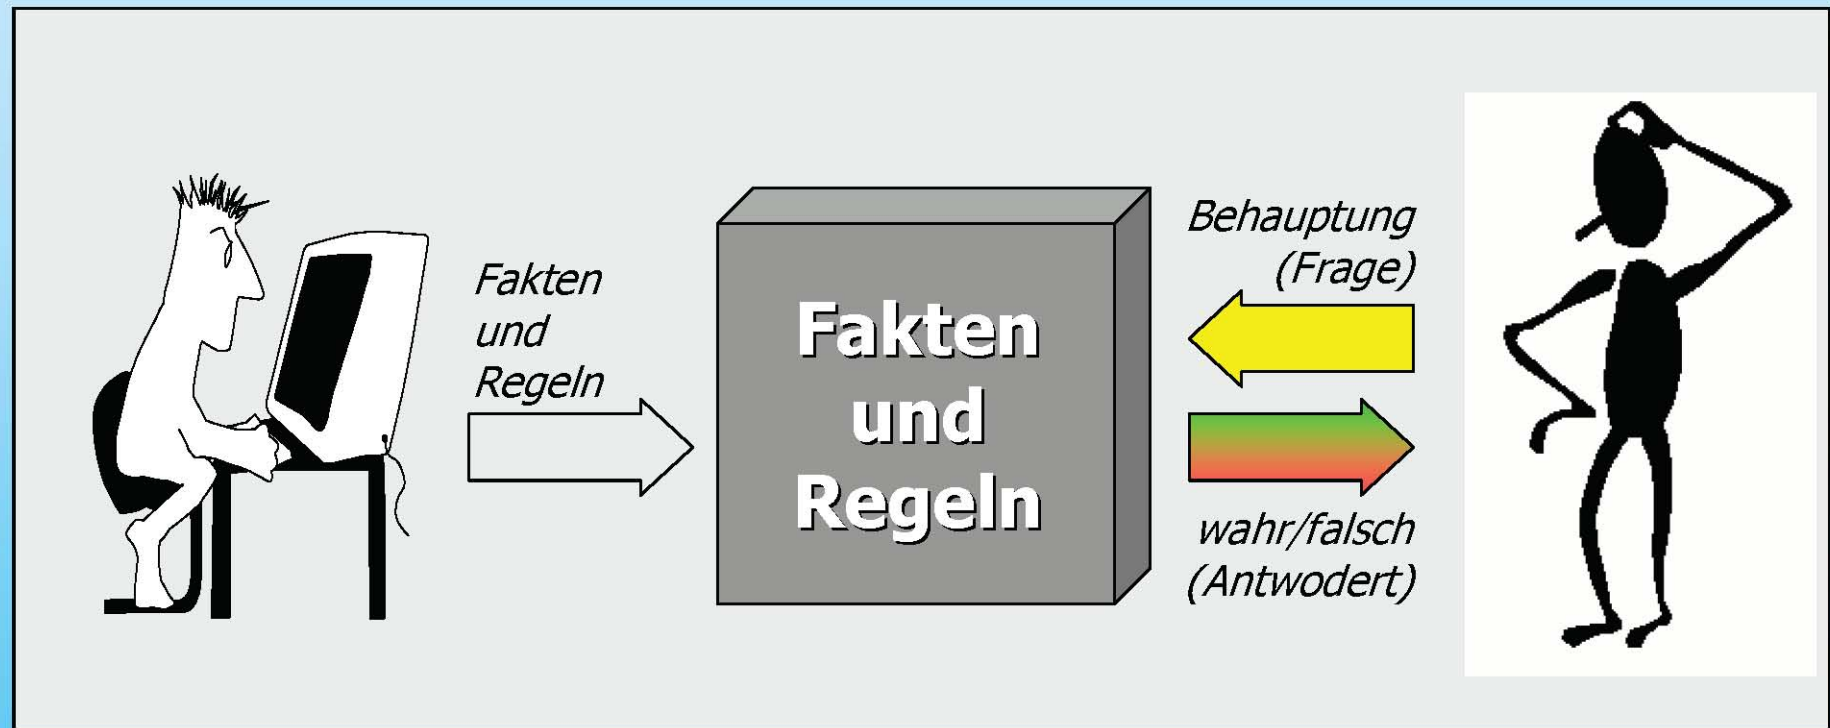 Fakten
und
Regeln
Fakten
und
Regeln
Behauptung
(Frage)
wahr/falsch
(Antwodert)